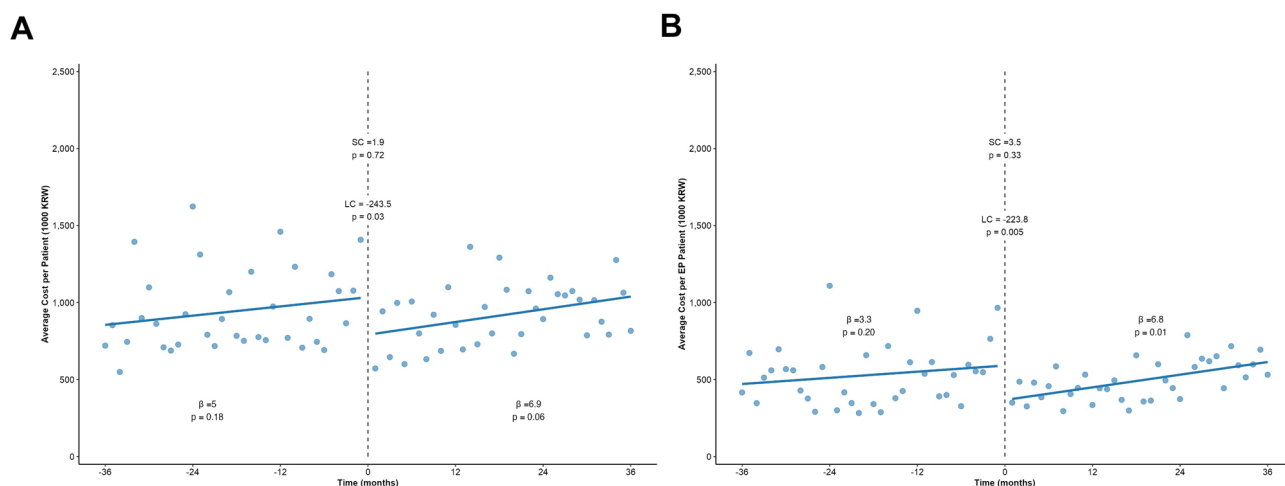 A
Average Cost per Patient (1000 KRW)
2,500
2,000
1,500
1,000
500
0
SC =1.9
p = 0.72
LC = -243.5
p = 0.03
β =5
p = 0.18
β =6.9
p = 0.06
-36
-24
-12
0
12
24
36
Time (months)
B
Average Cost per EP Patient (1000 KRW)
2,500
2,000
1,500
1,000
500
0
SC =3.5
p = 0.33
LC = -223.8
p = 0.005
β =3.3
p = 0.20
β =6.8
p = 0.01
-36
-24
-12
0
12
24
36
Time (months)